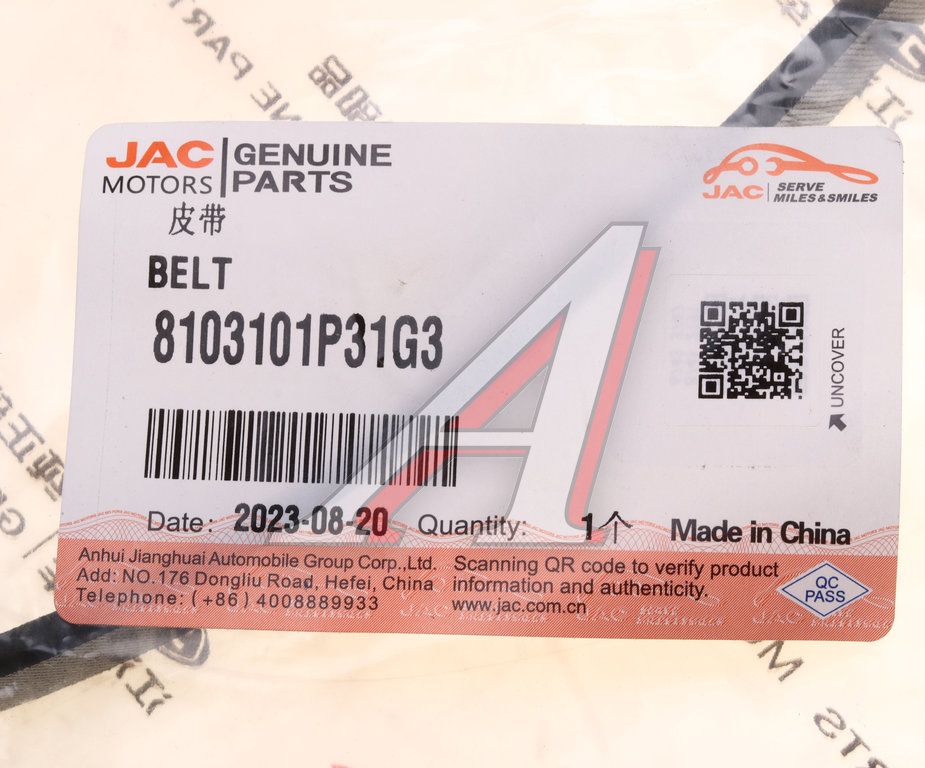 JAC MOTORS
GENUINE PARTS
JAC SERVE MILES & SMILES
皮带
BELT
8103101P31G3
UNCOVER
Date: 2023-08-20 Quantity: 1个 Made in China
Anhui Jianghuai Automobile Group Corp.,Ltd.
Add: NO.176 Dongliu Road, Hefei, China
Telephone: (+86) 4008889933
Scanning QR code to verify product
information and authenticity.
www.jac.com.cn
QC
PASS